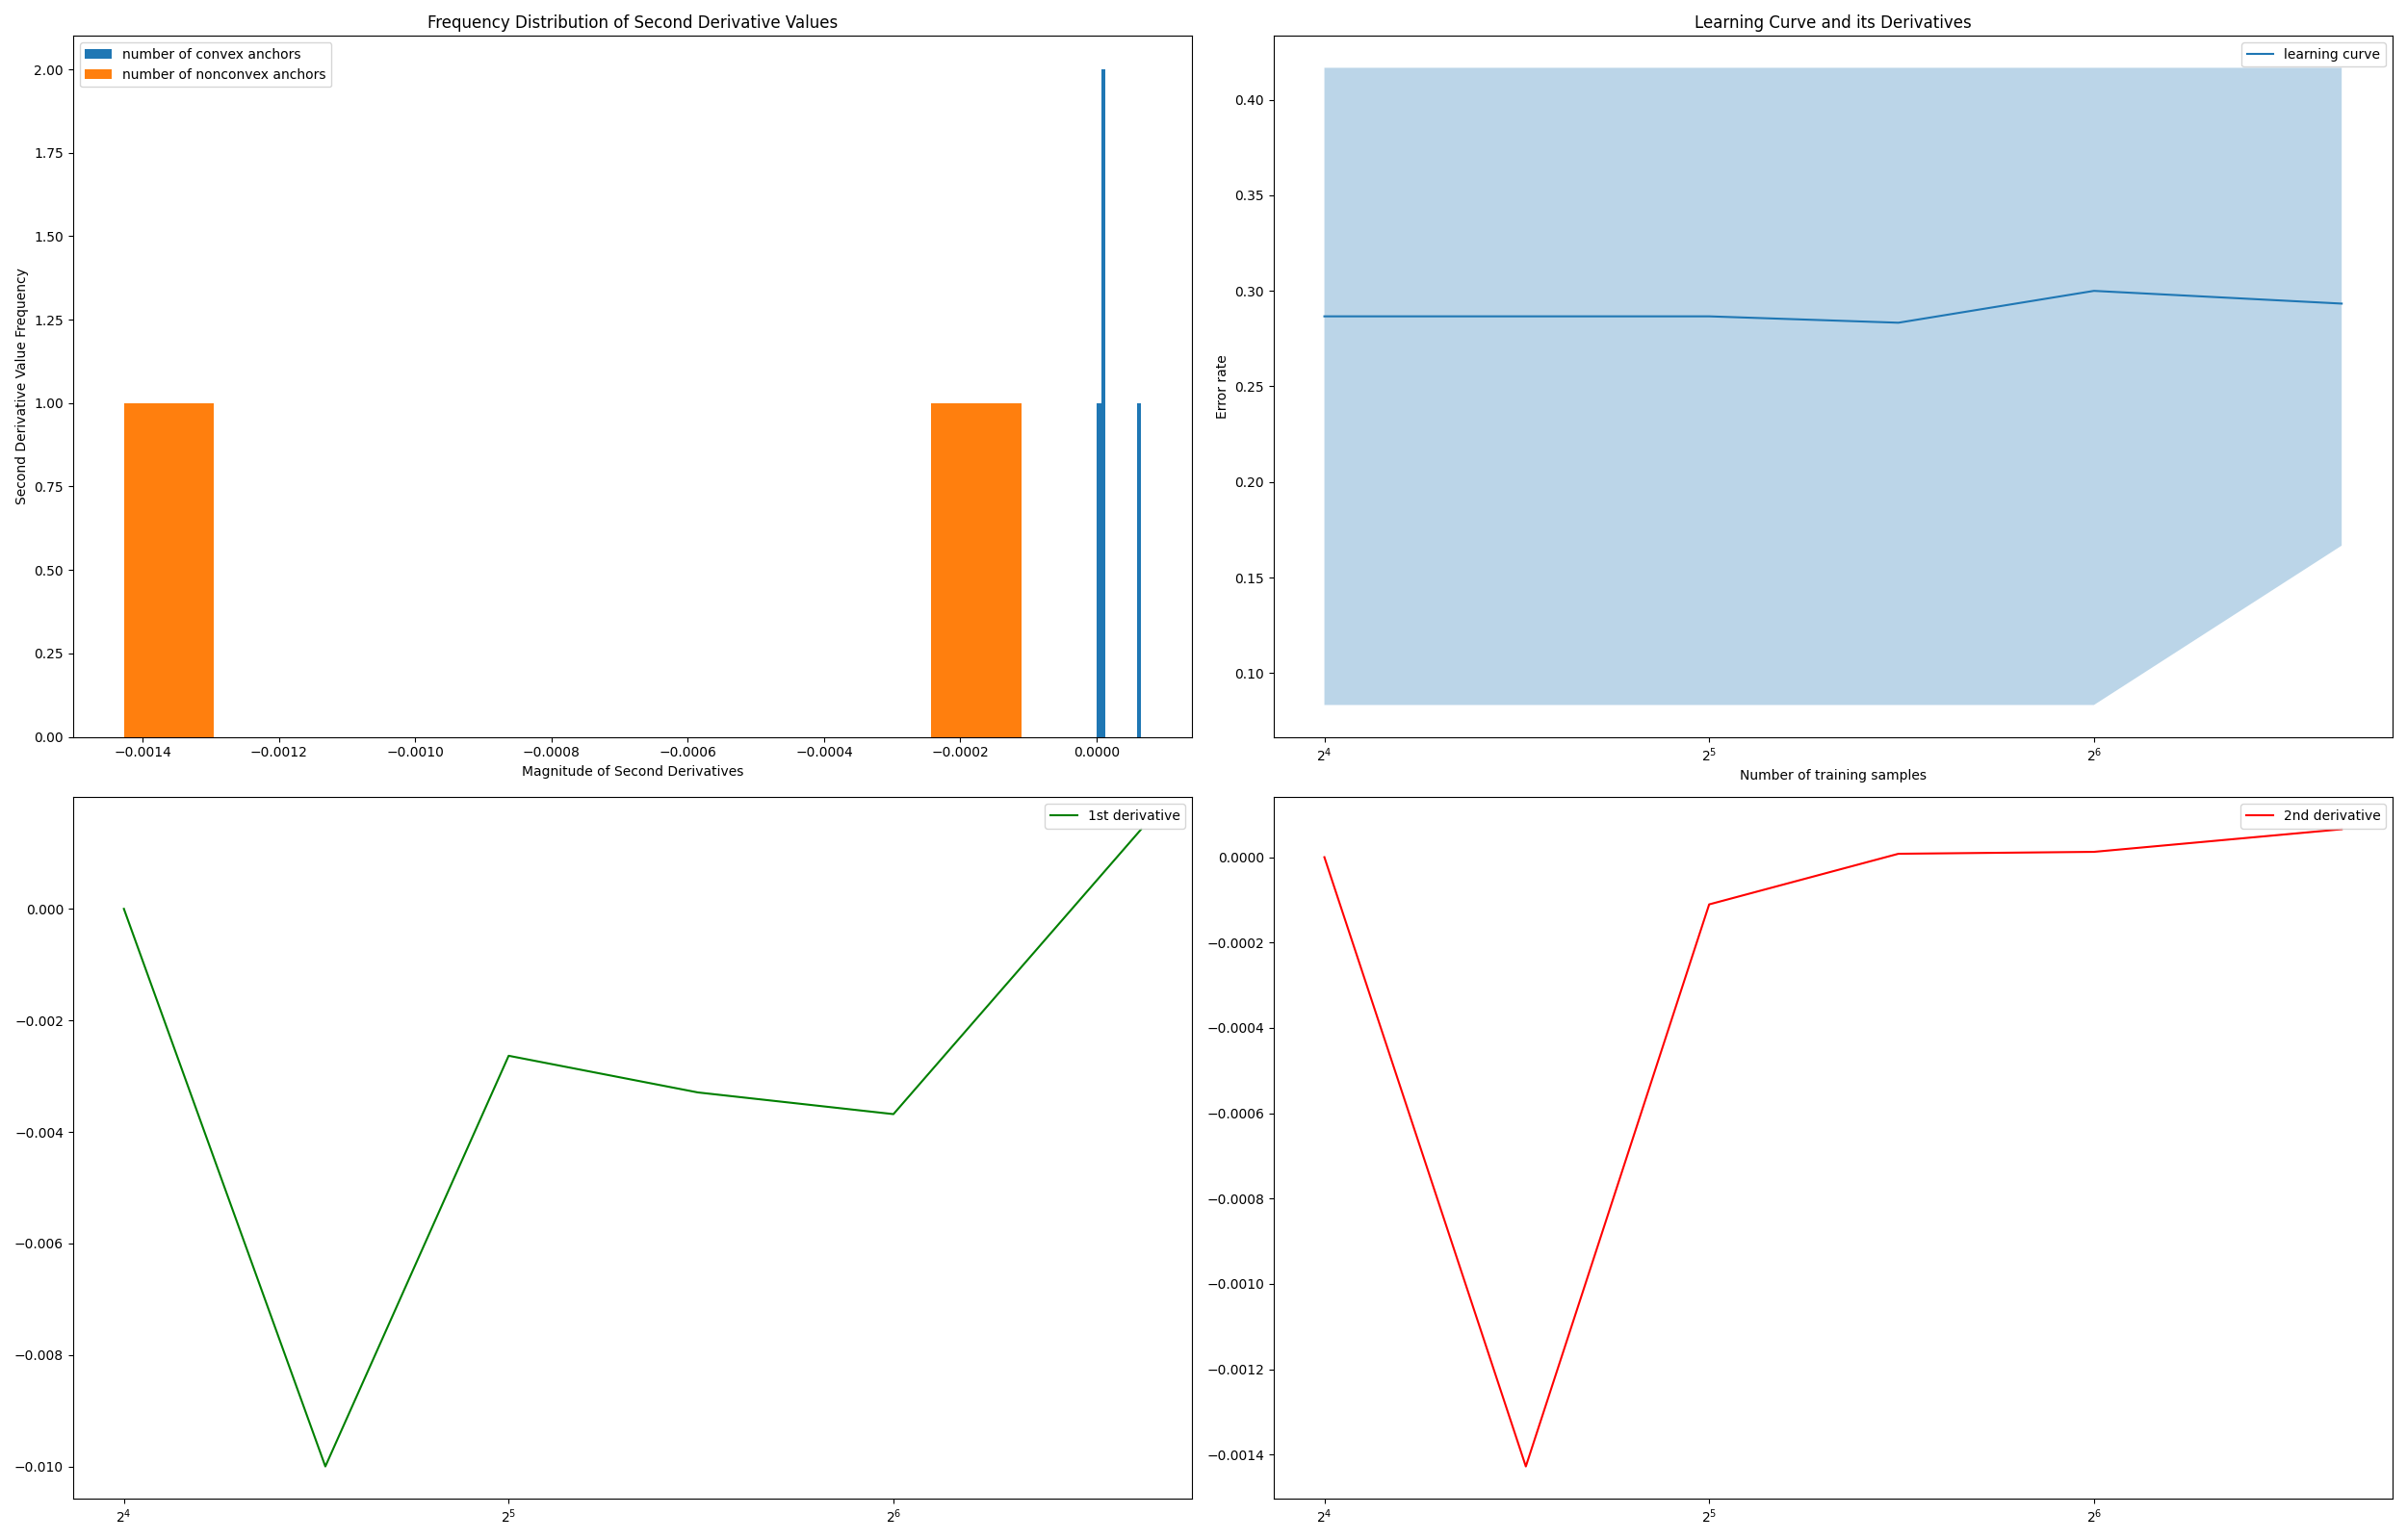 Frequency Distribution of Second Derivative Values
number of convex anchors
number of nonconvex anchors
2.00
1.75
1.50
1.25
1.00
0.75
0.50
0.25
0.00
Second Derivative Value Frequency
−0.0014 −0.0012 −0.0010 −0.0008 −0.0006 −0.0004 −0.0002 0.0000
Magnitude of Second Derivatives
Learning Curve and its Derivatives
learning curve
0.40
0.35
0.30
0.25
0.20
0.15
0.10
Error rate
2⁴ 2⁵ 2⁶
Number of training samples
1st derivative
0.000
−0.002
−0.004
−0.006
−0.008
−0.010
2⁴ 2⁵ 2⁶
2nd derivative
0.0000
−0.0002
−0.0004
−0.0006
−0.0008
−0.0010
−0.0012
−0.0014
2⁴ 2⁵ 2⁶